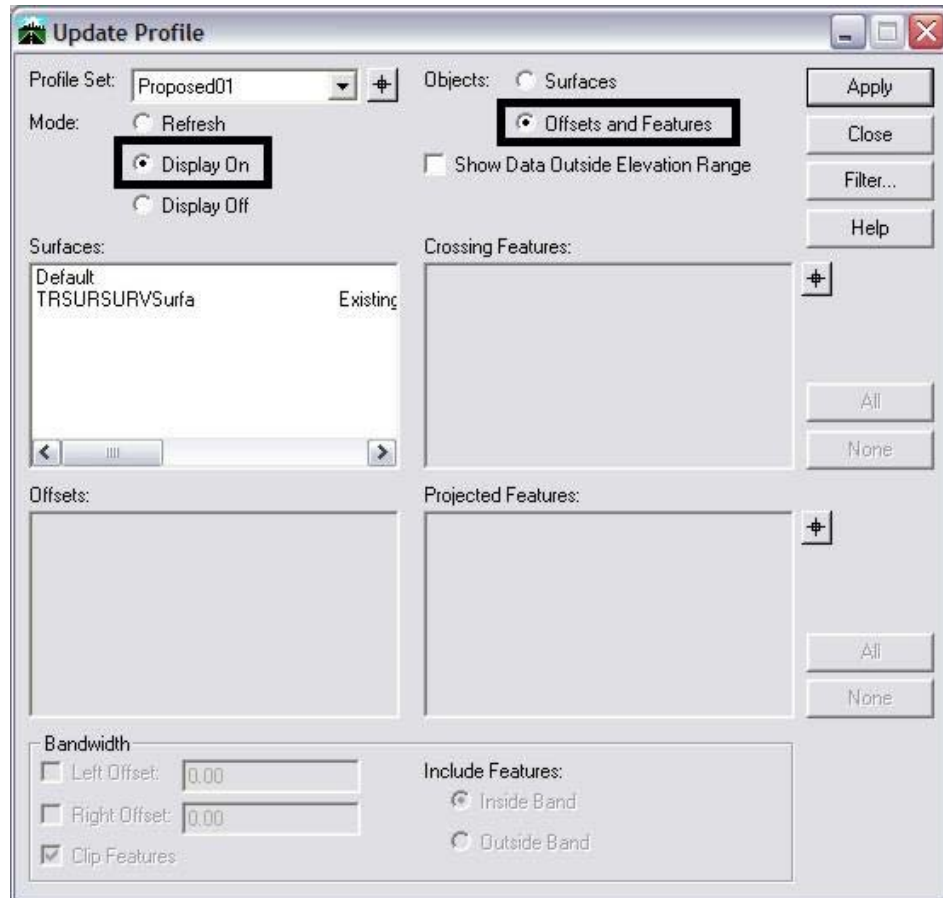 Update Profile
Profile Set: Proposed01
Objects: Surfaces
Offsets and Features
Mode: Refresh
Display On
Display Off
Show Data Outside Elevation Range
Apply
Close
Filter...
Help
Surfaces:
Default
TRSURSURVSurfa Existing
Crossing Features:
All
None
Offsets:
Projected Features:
All
None
Bandwidth
Left Offset: 0.00
Right Offset: 0.00
Clip Features
Include Features:
Inside Band
Outside Band